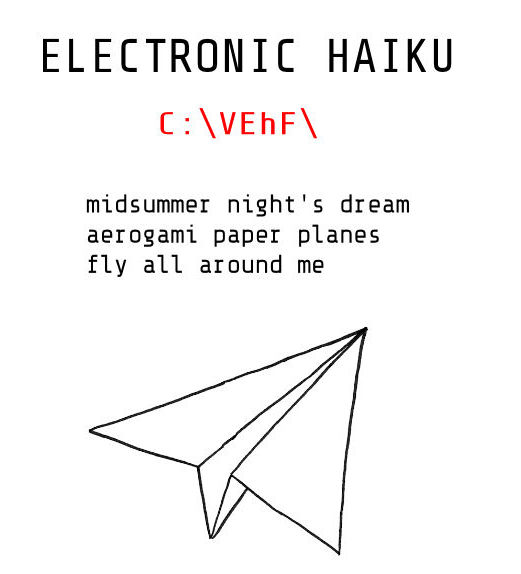 ELECTRONIC HAIKU
C:\VEhF\
midsummer night's dream
aerogami paper planes
fly all around me